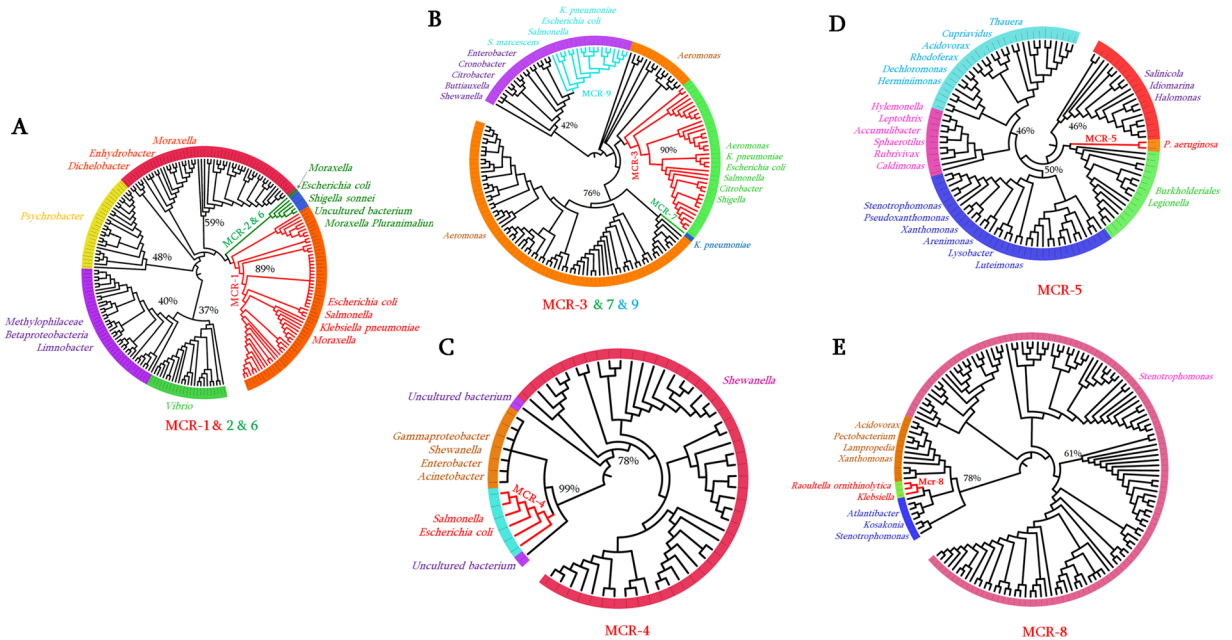 A
Moraxella
Enhydrobacter
Dichelobacter
Psychrobacter
Methylophilaceae
Betaproteobacteria
Limnobacter
Vibrio
Moraxella
Escherichia coli
Shigella sonnei
Uncultured bacterium
Moraxella Pluranimaliun
Escherichia coli
Salmonella
Klebsiella pneumoniae
Moraxella
59%
48%
40%
37%
89%
MCR-2& 6
MCR-1
MCR-1 & 2 & 6
B
K. pneumoniae
Escherichia coli
Salmonella
S. marcescens
Enterobacter
Cronobacter
Citrobacter
Buttiauxella
Shewanella
Aeromonas
MCR-9
42%
90%
MCR-3
76%
MCR-7
Aeromonas
K. pneumoniae
Escherichia coli
Salmonella
Citrobacter
Shigella
Aeromonas
K. pneumoniae
MCR-3 & 7 & 9
C
Uncultured bacterium
Shewanella
Gammaproteobacter
Shewanella
Enterobacter
Acinetobacter
78%
99%
MCR-4
Salmonella
Escherichia coli
Uncultured bacterium
MCR-4
D
Thauera
Cupriavidus
Acidovorax
Rhodoferax
Dechloromonas
Herminiimonas
Hylemonella
Leptothrix
Accumulibacter
Sphaerotilus
Rubrivivax
Caldimonas
Stenotrophomonas
Pseudoxanthomonas
Xanthomonas
Arenimonas
Lysobacter
Luteimonas
Salinicola
Idiomarina
Halomonas
P. aeruginosa
Burkholderiales
Legionella
46%
46%
MCR-5
50%
MCR-5
E
Stenotrophomonas
Acidovorax
Pectobacterium
Lampropedia
Xanthomonas
Raoultella ornithinolytica
Klebsiella
Atlantibacter
Kosakonia
Stenotrophomonas
Mcr-8
78%
61%
MCR-8